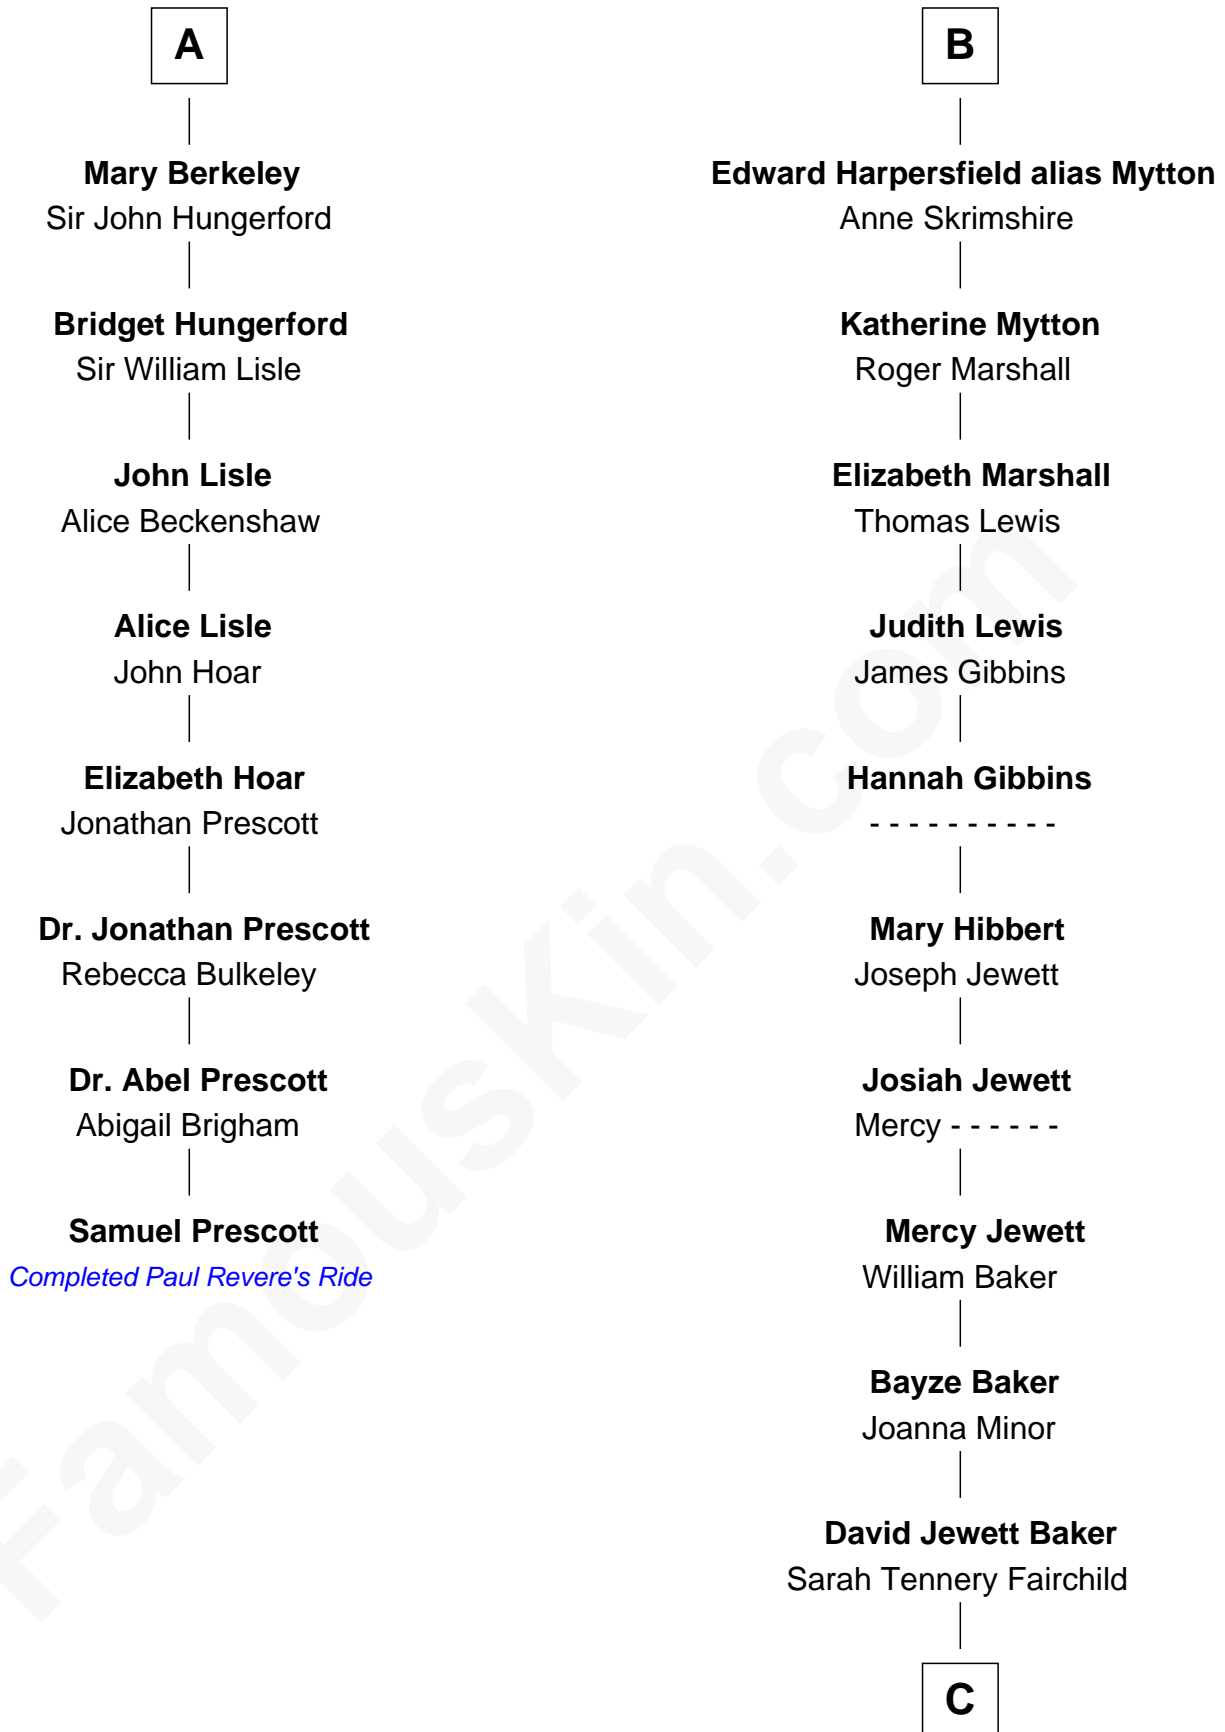 A
Mary Berkeley
Sir John Hungerford
Bridget Hungerford
Sir William Lisle
John Lisle
Alice Beckenshaw
Alice Lisle
John Hoar
Elizabeth Hoar
Jonathan Prescott
Dr. Jonathan Prescott
Rebecca Bulkeley
Dr. Abel Prescott
Abigail Brigham
Samuel Prescott
Completed Paul Revere's Ride
B
Edward Harpersfield alias Mytton
Anne Skrimshire
Katherine Mytton
Roger Marshall
Elizabeth Marshall
Thomas Lewis
Judith Lewis
James Gibbins
Hannah Gibbins
- - - - - - - - - -
Mary Hibbert
Joseph Jewett
Josiah Jewett
Mercy - - - - - -
Mercy Jewett
William Baker
Bayze Baker
Joanna Minor
David Jewett Baker
Sarah Tennery Fairchild
C
FamousKin.com